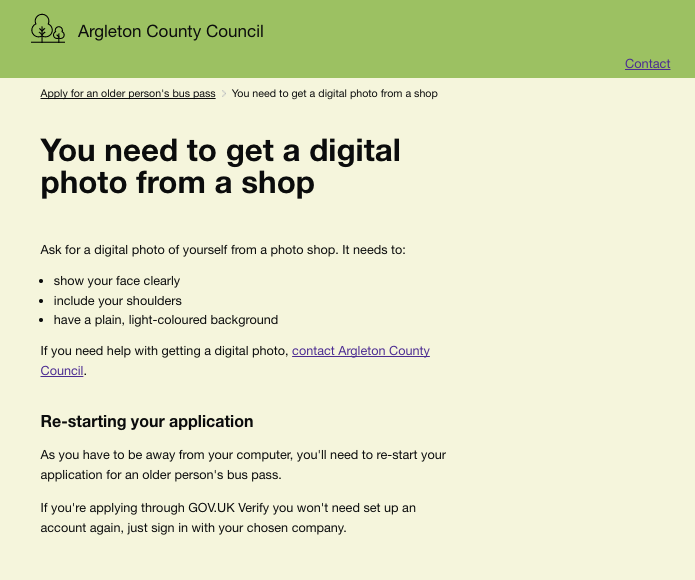 Argleton County Council
Contact
Apply for an older person's bus pass > You need to get a digital photo from a shop
You need to get a digital
photo from a shop
Ask for a digital photo of yourself from a photo shop. It needs to:
• show your face clearly
• include your shoulders
• have a plain, light-coloured background
If you need help with getting a digital photo, contact Argleton County
Council.
Re-starting your application
As you have to be away from your computer, you'll need to re-start your
application for an older person's bus pass.
If you're applying through GOV.UK Verify you won't need set up an
account again, just sign in with your chosen company.